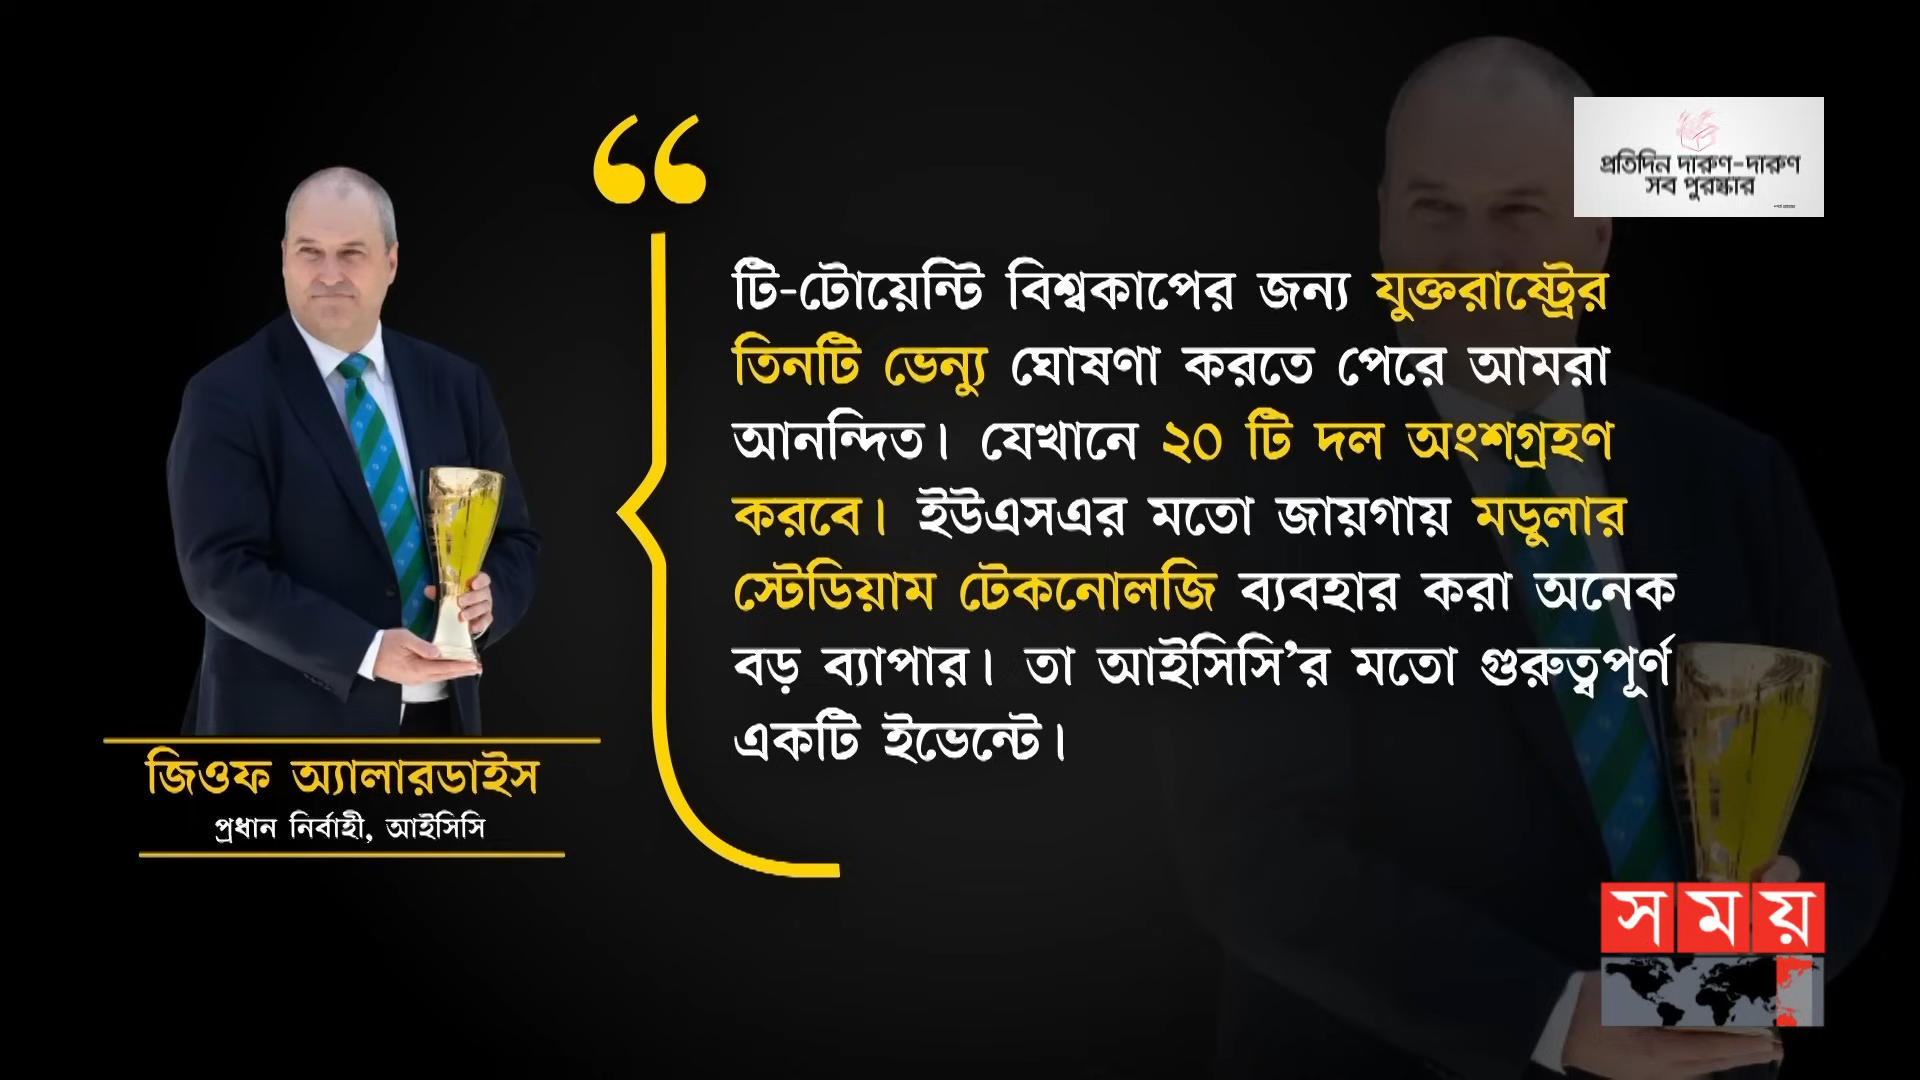 প্রতিদিন দারুণ-দারুণ
সব পুরস্কার
টি-টোয়েন্টি বিশ্বকাপের জন্য যুক্তরাষ্ট্রের
তিনটি ভেন্যু ঘোষণা করতে পেরে আমরা
আনন্দিত। যেখানে ২০ টি দল অংশগ্রহণ
করবে। ইউএসএর মতো জায়গায় মডুলার
স্টেডিয়াম টেকনোলজি ব্যবহার করা অনেক
বড় ব্যাপার। তা আইসিসি’র মতো গুরুত্বপূর্ণ
একটি ইভেন্টে।
জিওফ অ্যালারডাইস
প্রধান নির্বাহী, আইসিসি
সময়